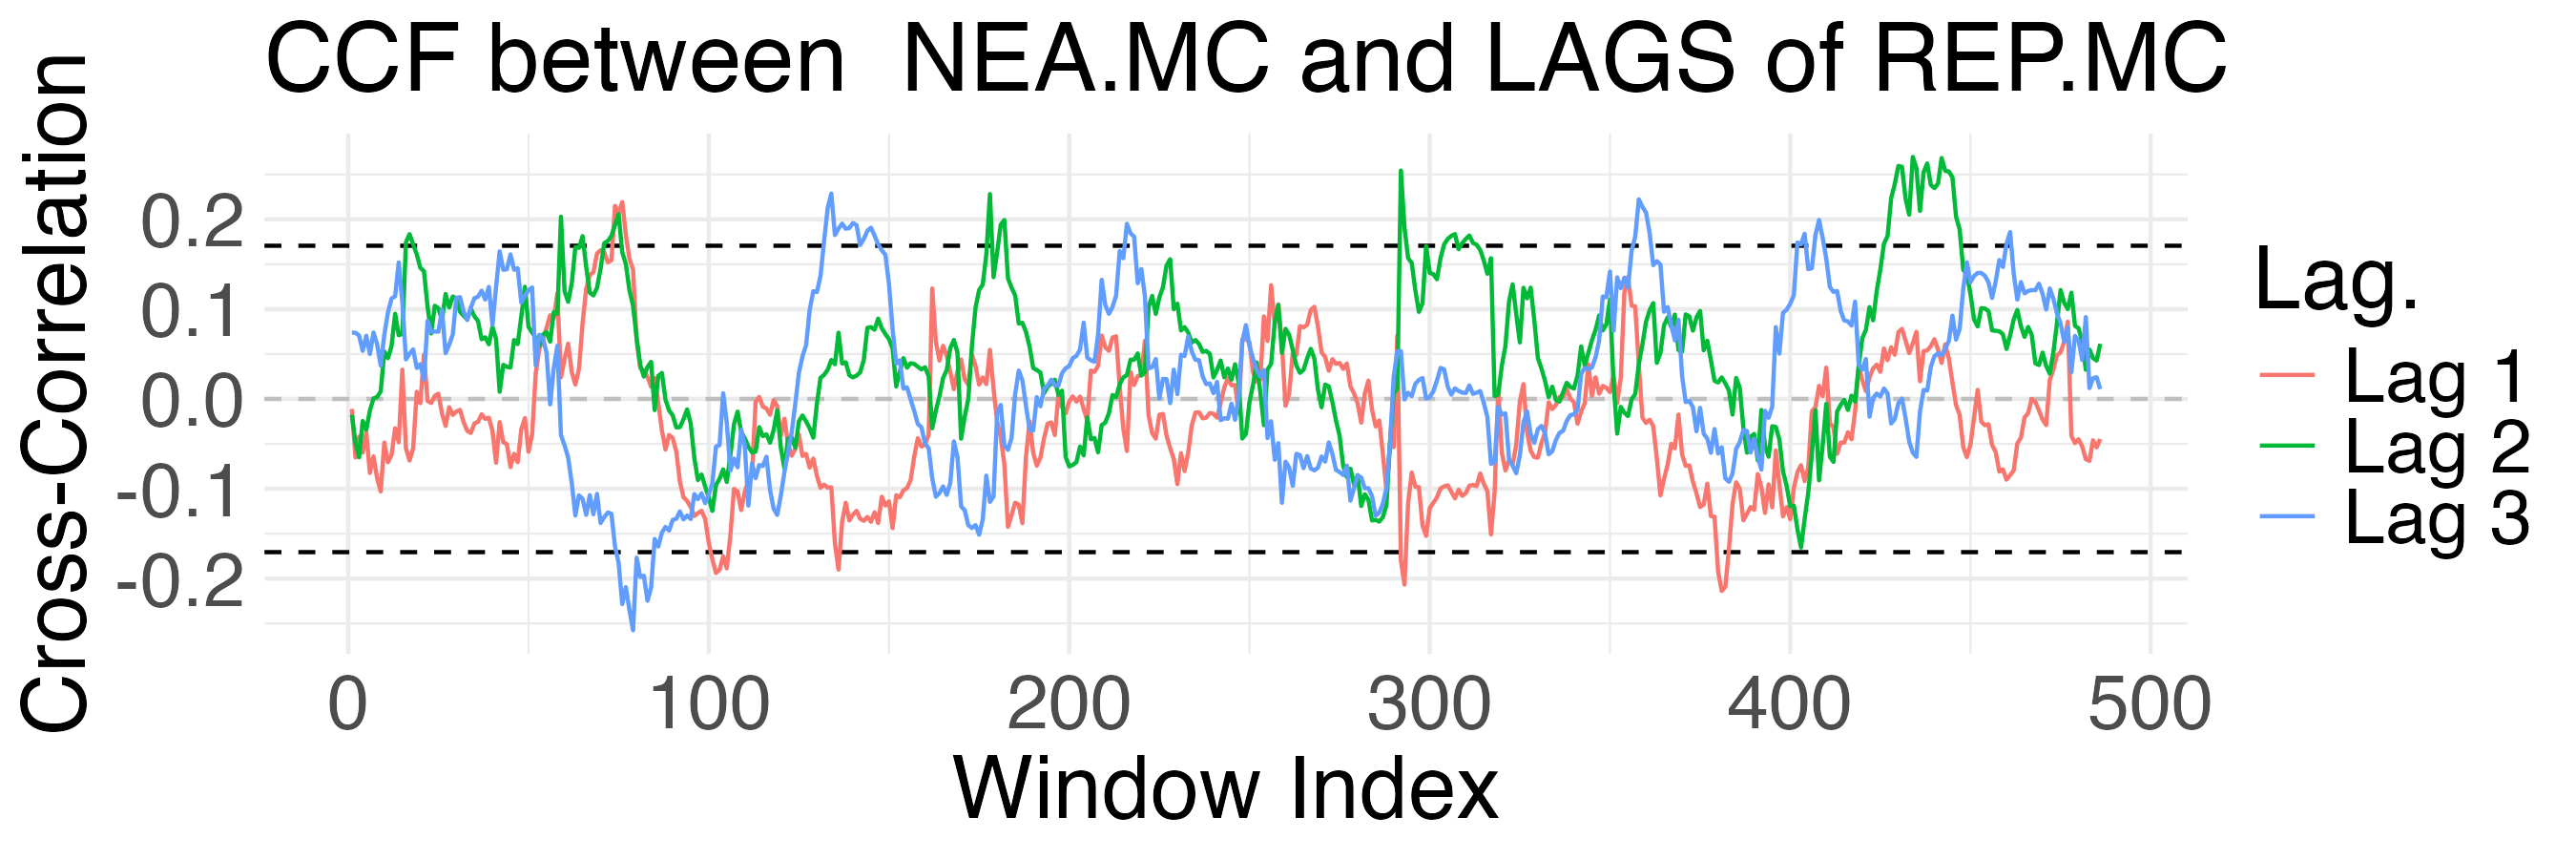 CCF between  NEA.MC and LAGS of REP.MC
Cross-Correlation
0.2
0.1
0.0
-0.1
-0.2
0 100 200 300 400 500
Window Index
Lag.
Lag 1
Lag 2
Lag 3